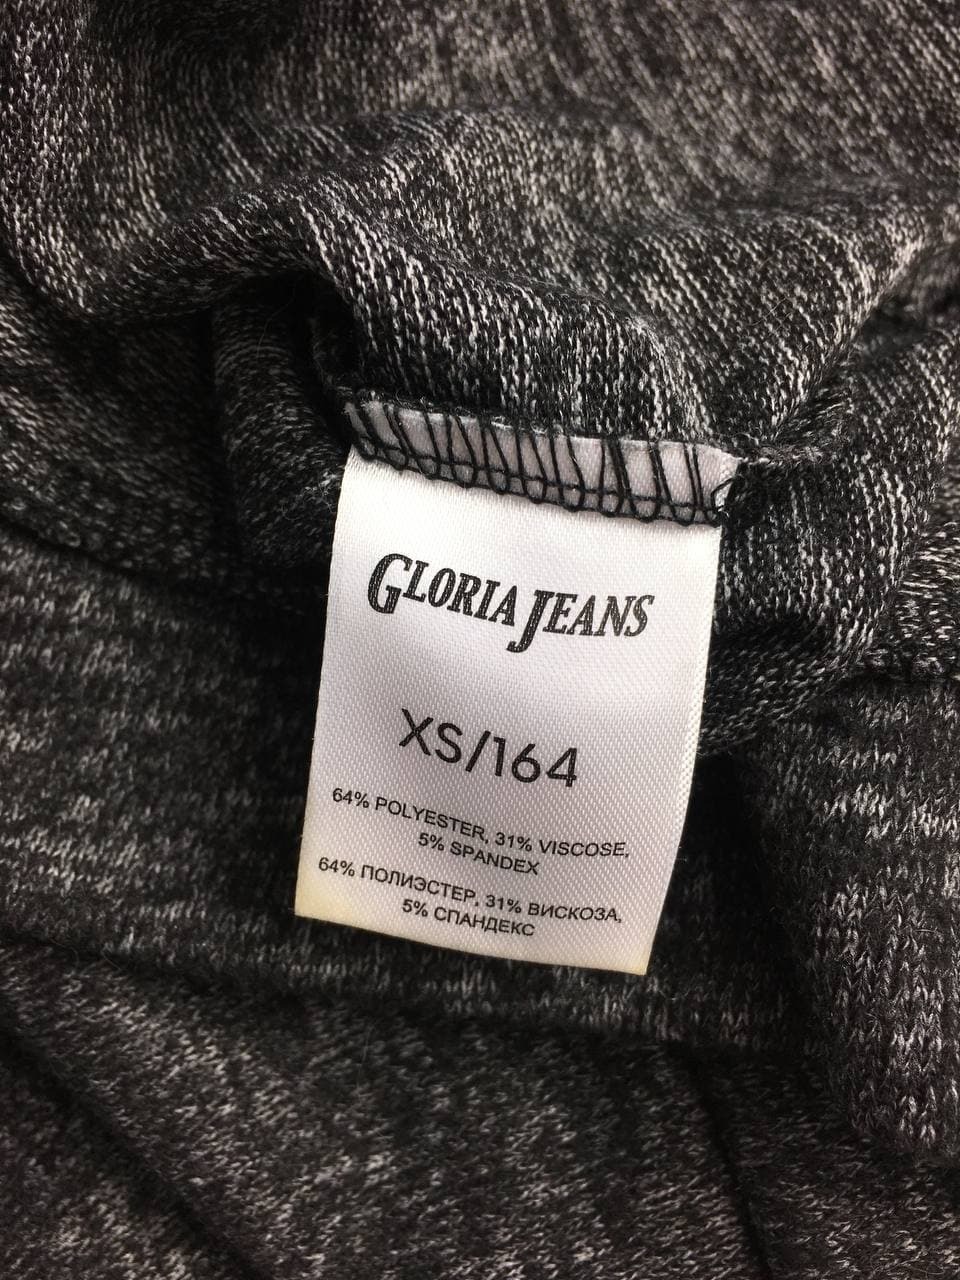 GLORIA JEANS
XS/164
64% POLYESTER, 31% VISCOSE,
5% SPANDEX
64% ПОЛИЭСТЕР, 31% ВИСКОЗА,
5% СПАНДЕКС